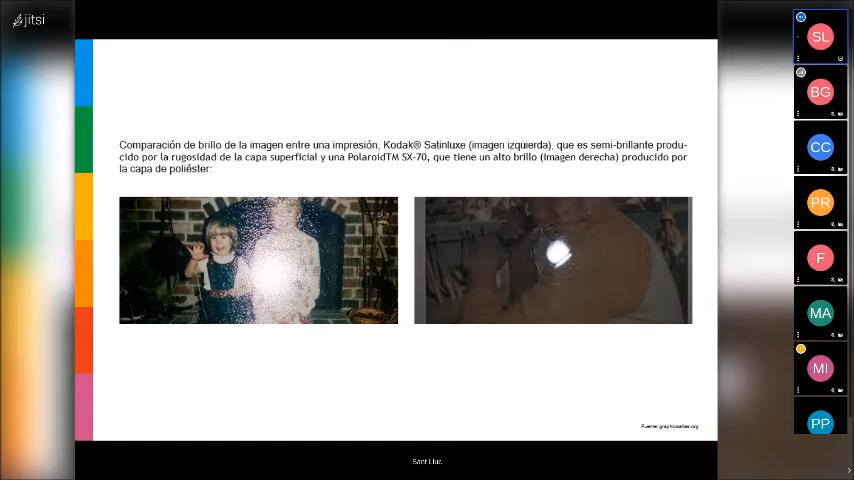 jitsi
Comparación de brillo de la imagen entre una impresión, Kodak® Satinluxe (imagen izquierda), que es semi-brillante produ-
cido por la rugosidad de la capa superficial y una PolaroidTM SX-70, que tiene un alto brillo (imagen derecha) producido por
la capa de poliéster:
Fuente: graphicsatlas.org
Sant Lluc
SL
BG
CC
PR
F
MA
MI
PP